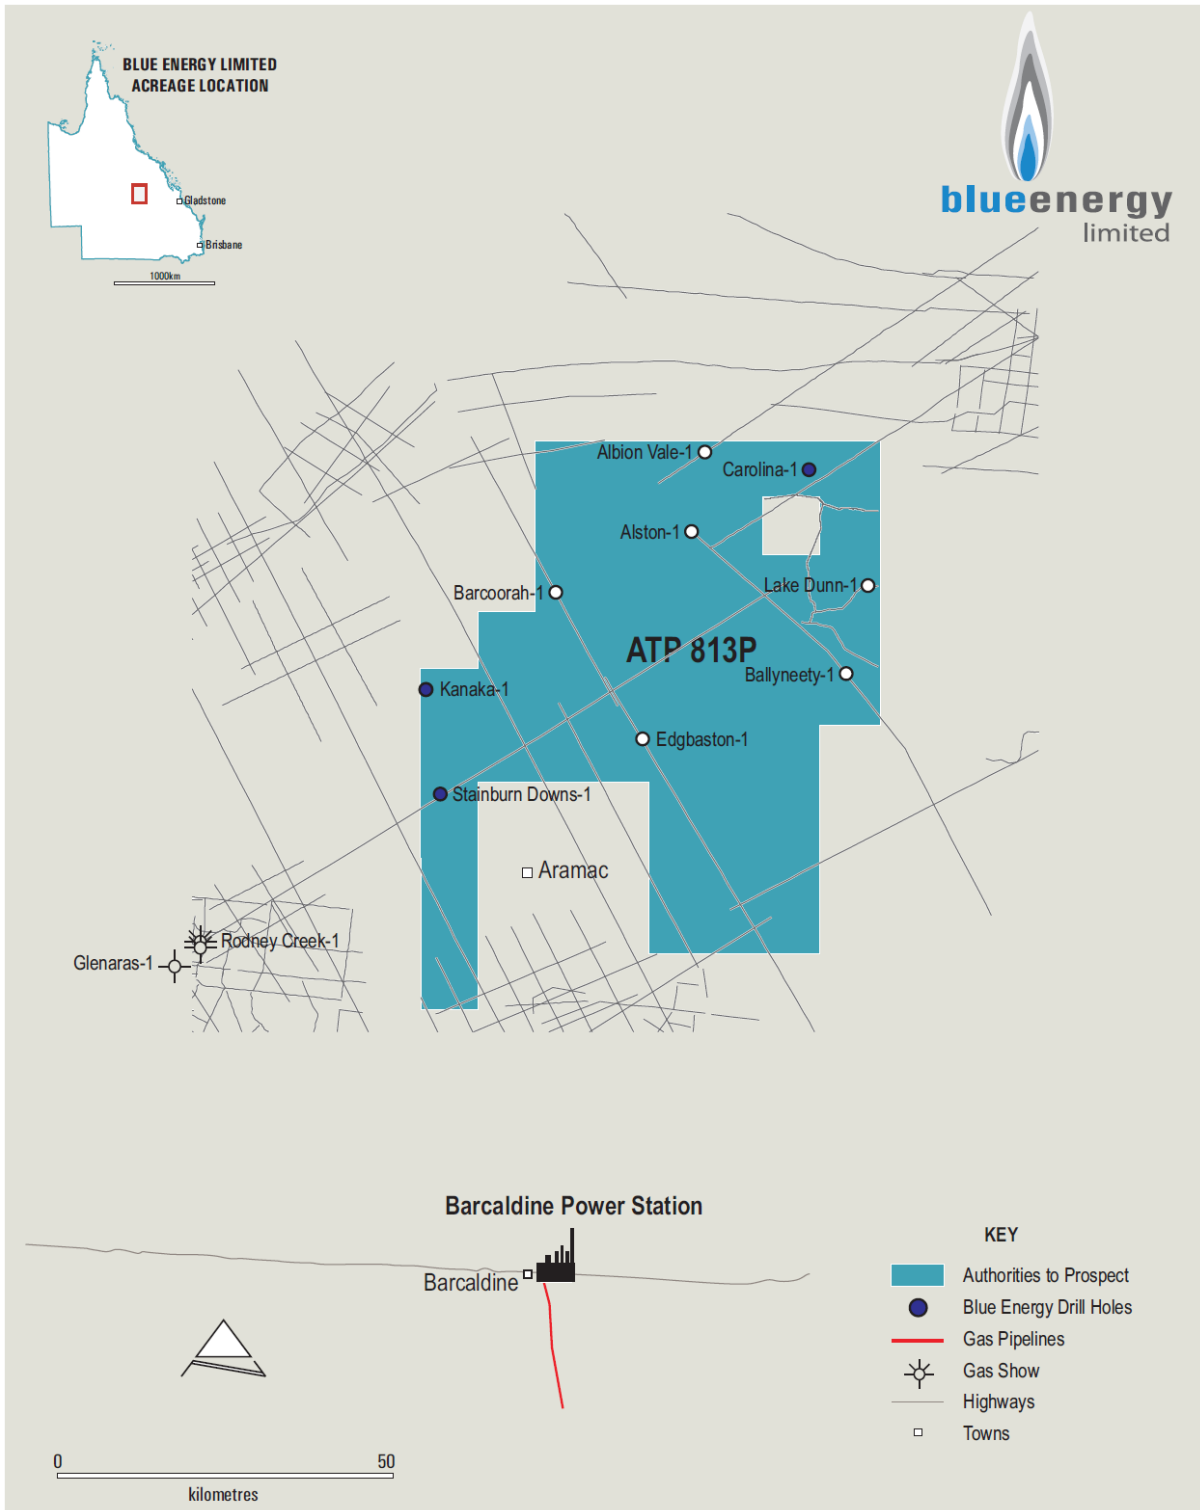 BLUE ENERGY LIMITED
ACREAGE LOCATION
Gladstone
Brisbane
1000km
blueenergy
limited
Albion Vale-1
Carolina-1
Alston-1
Lake Dunn-1
Barcoorah-1
ATP 813P
Ballyneety-1
Kanaka-1
Edgbaston-1
Stainburn Downs-1
Aramac
Rodney Creek-1
Glenaras-1
Barcaldine Power Station
Barcaldine
KEY
Authorities to Prospect
Blue Energy Drill Holes
Gas Pipelines
Gas Show
Highways
Towns
0 50
kilometres